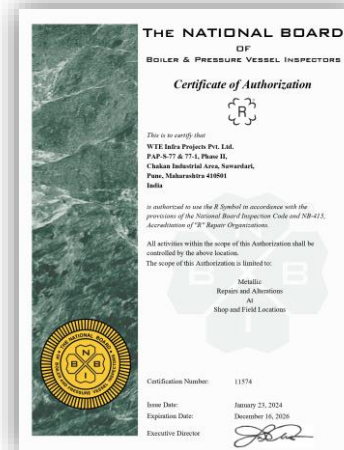 THE NATIONAL BOARD
OF
BOILER & PRESSURE VESSEL INSPECTORS
Certificate of Authorization
R
This is to certify that
WTE Infra Projects Pvt. Ltd.
PAP-S-77 & 77-1, Phase II,
Chakan Industrial Area, Sawardari,
Pune, Maharashtra 410501
India
is authorized to use the R Symbol in accordance with the
provisions of the National Board Inspection Code and NB-415,
Accreditation of "R" Repair Organizations.
All activities within the scope of this Authorization shall be
controlled by the above location.
The scope of this Authorization is limited to:
Metallic
Repairs and Alterations
At
Shop and Field Locations
N
B B
I
Certification Number: 11574
Issue Date: January 23, 2024
Expiration Date: December 16, 2026
Executive Director